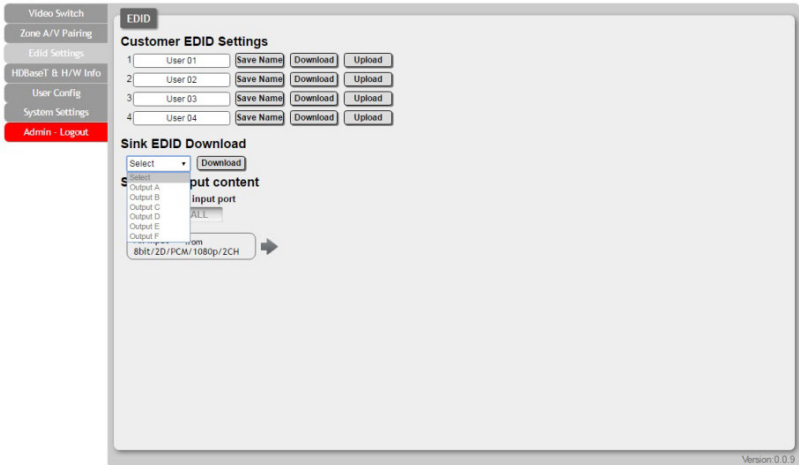 Video Switch
Zone A/V Pairing
Edid Settings
HDBaseT & H/W Info
User Config
System Settings
Admin - Logout
EDID
Customer EDID Settings
1 User 01 Save Name Download Upload
2 User 02 Save Name Download Upload
3 User 03 Save Name Download Upload
4 User 04 Save Name Download Upload
Sink EDID Download
Select Download
Select
Output A
Output B
Output C
Output D
Output E
Output F
S put content
input port
ALL
from
8bit/2D/PCM/1080p/2CH
Version:0.0.9